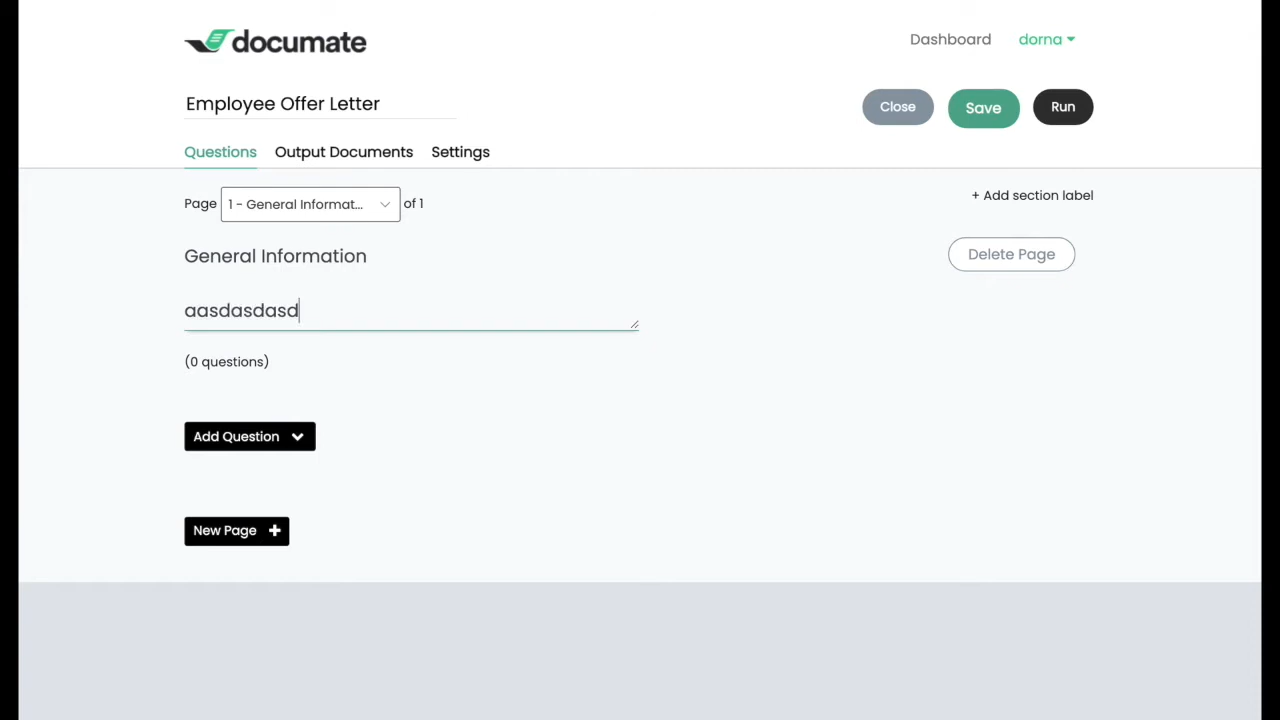 documate
Dashboard
dorna
Employee Offer Letter
Close
Save
Run
Questions
Output Documents
Settings
Page
1 - General Informat...
of 1
+ Add section label
General Information
Delete Page
aasdasdasd
(0 questions)
Add Question
New Page +